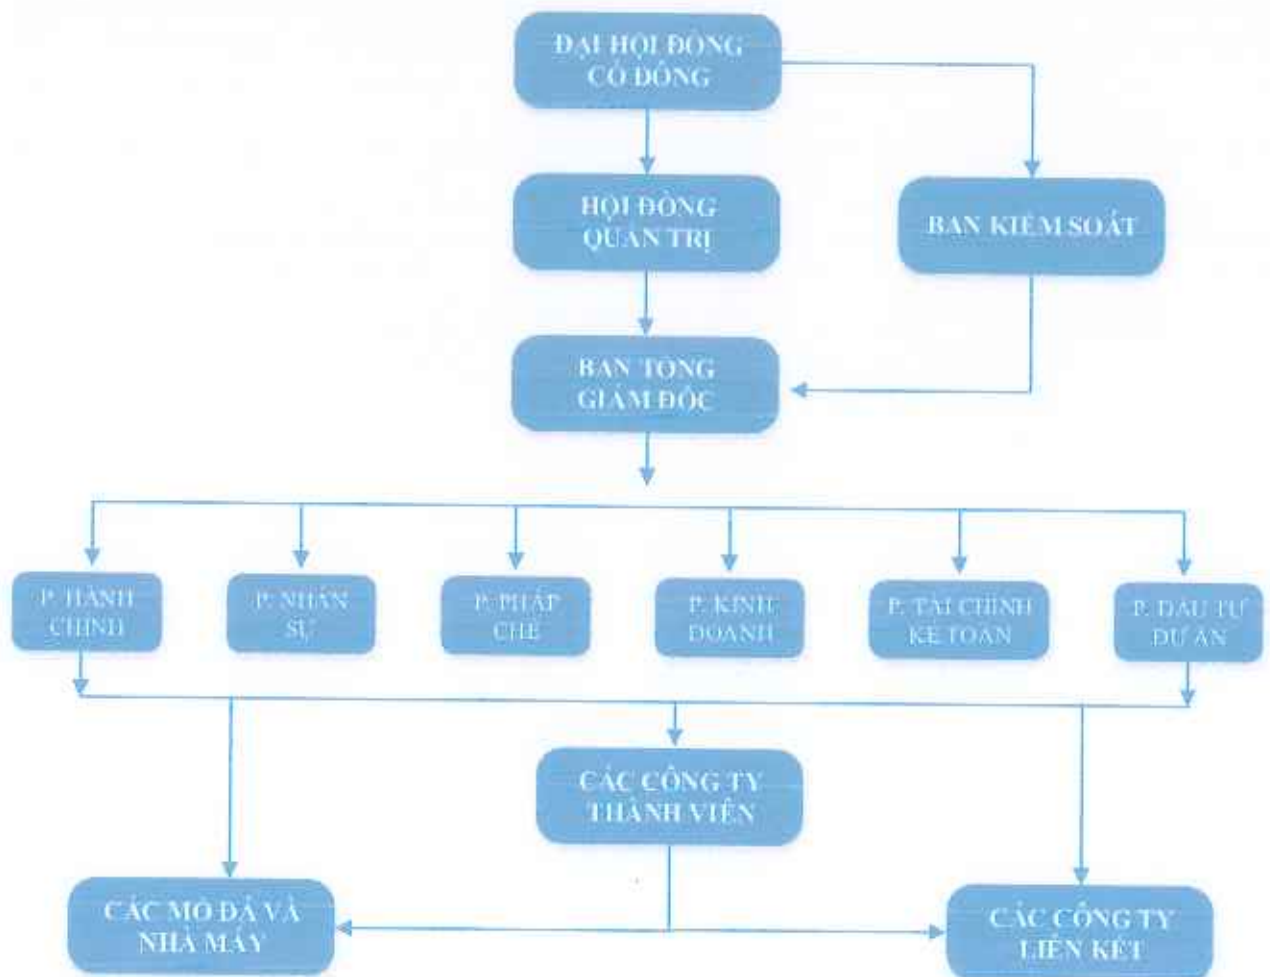 ĐẠI HỘI ĐỒNG
CỔ ĐÔNG
HỘI ĐỒNG
QUẢN TRỊ
BAN KIỂM SOÁT
BAN TỔNG
GIÁM ĐỐC
P. HÀNH
CHÍNH
P. NHÂN
SỰ
P. PHÁP
CHẾ
P. KINH
DOANH
P. TÀI CHÍNH
KẾ TOÁN
P. ĐẦU TƯ
DỰ ÁN
CÁC CÔNG TY
THÀNH VIÊN
CÁC MỎ ĐÁ VÀ
NHÀ MÁY
CÁC CÔNG TY
LIÊN KẾT